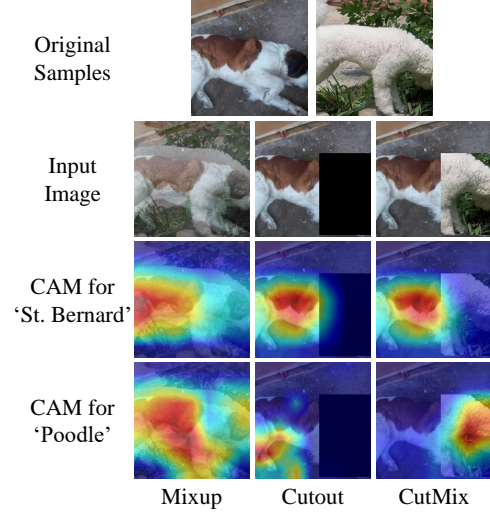 Original
Samples
Input
Image
CAM for
‘St. Bernard’
CAM for
‘Poodle’
Mixup Cutout CutMix